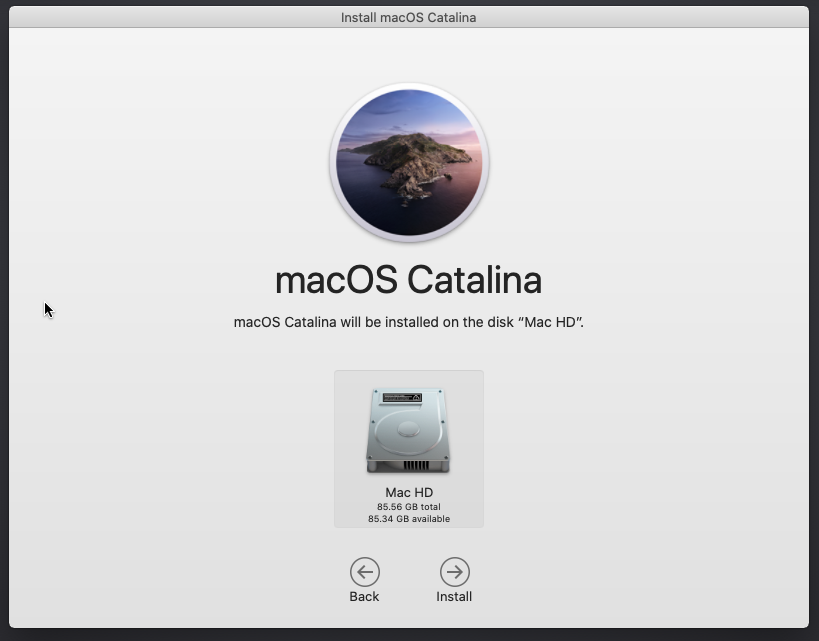 Install macOS Catalina
macOS Catalina
macOS Catalina will be installed on the disk “Mac HD”.
Mac HD
85.56 GB total
85.34 GB available
Back
Install